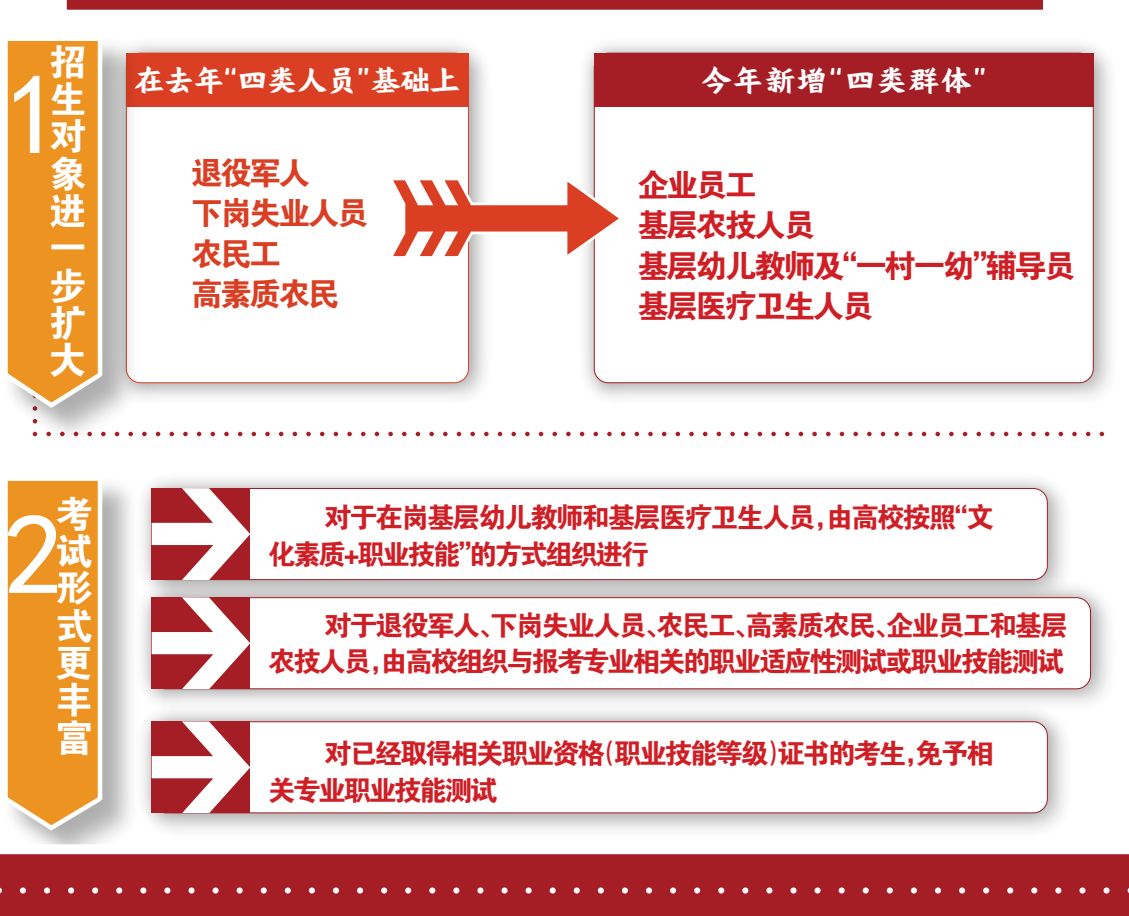 1
招生对象进一步扩大
在去年“四类人员”基础上
退役军人
下岗失业人员
农民工
高素质农民
今年新增“四类群体”
企业员工
基层农技人员
基层幼儿教师及“一村一幼”辅导员
基层医疗卫生人员
2
考试形式更丰富
对于在岗基层幼儿教师和基层医疗卫生人员,由高校按照“文
化素质+职业技能”的方式组织进行
对于退役军人、下岗失业人员、农民工、高素质农民、企业员工和基层
农技人员,由高校组织与报考专业相关的职业适应性测试或职业技能测试
对已经取得相关职业资格(职业技能等级)证书的考生,免予相
关专业职业技能测试